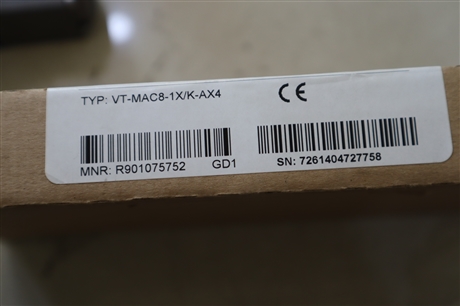 TYP: VT-MAC8-1X/K-AX4
CE
MNR: R901075752 GD1
SN: 7261404727758